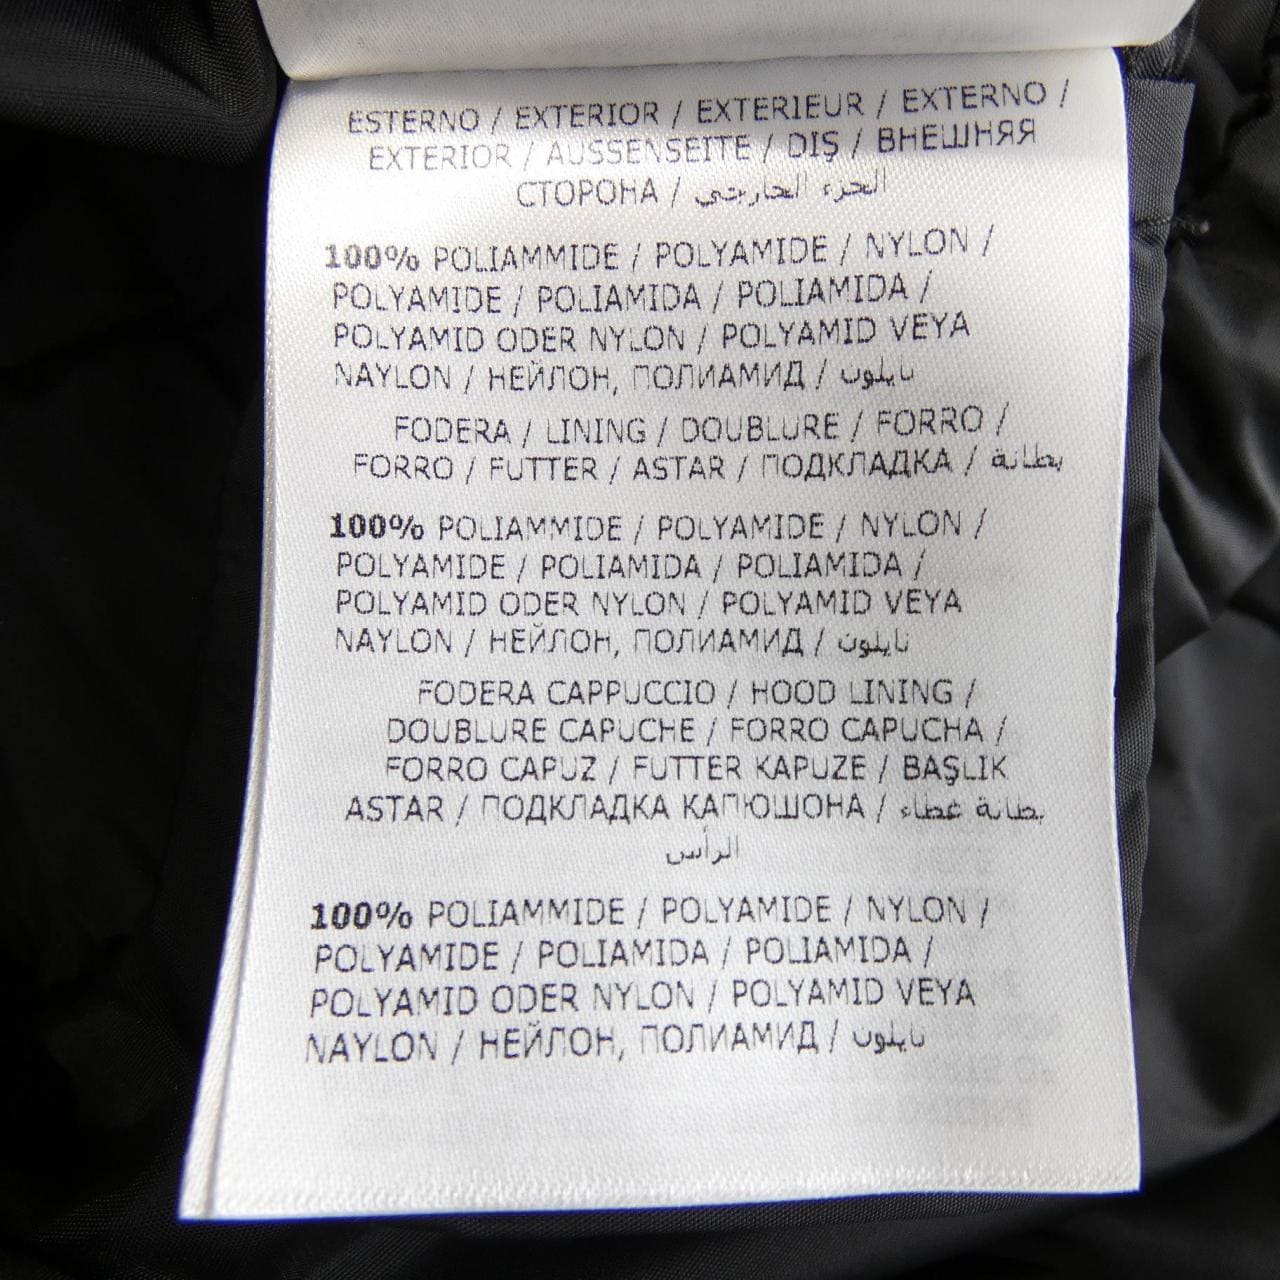 ESTERNO / EXTERIOR / EXTERIEUR / EXTERNO /
EXTERIOR / AUSSENSEITE / DIŞ / ВНЕШНЯЯ
СТОРОНА / الجزء الخارجي
100% POLIAMMIDE / POLYAMIDE / NYLON /
POLYAMIDE / POLIAMIDA / POLIAMIDA /
POLYAMID ODER NYLON / POLYAMID VEYA
NAYLON / НЕЙЛОН, ПОЛИАМИД / نايلون
FODERA / LINING / DOUBLURE / FORRO /
FORRO / FUTTER / ASTAR / ПОДКЛАДКА / بطانة
100% POLIAMMIDE / POLYAMIDE / NYLON /
POLYAMIDE / POLIAMIDA / POLIAMIDA /
POLYAMID ODER NYLON / POLYAMID VEYA
NAYLON / НЕЙЛОН, ПОЛИАМИД / نايلون
FODERA CAPPUCCIO / HOOD LINING /
DOUBLURE CAPUCHE / FORRO CAPUCHA /
FORRO CAPUZ / FUTTER KAPUZE / BAŞLIK
ASTAR / ПОДКЛАДКА КАПЮШОНА / بطانة غطاء
الرأس
100% POLIAMMIDE / POLYAMIDE / NYLON /
POLYAMIDE / POLIAMIDA / POLIAMIDA /
POLYAMID ODER NYLON / POLYAMID VEYA
NAYLON / НЕЙЛОН, ПОЛИАМИД / نايلون